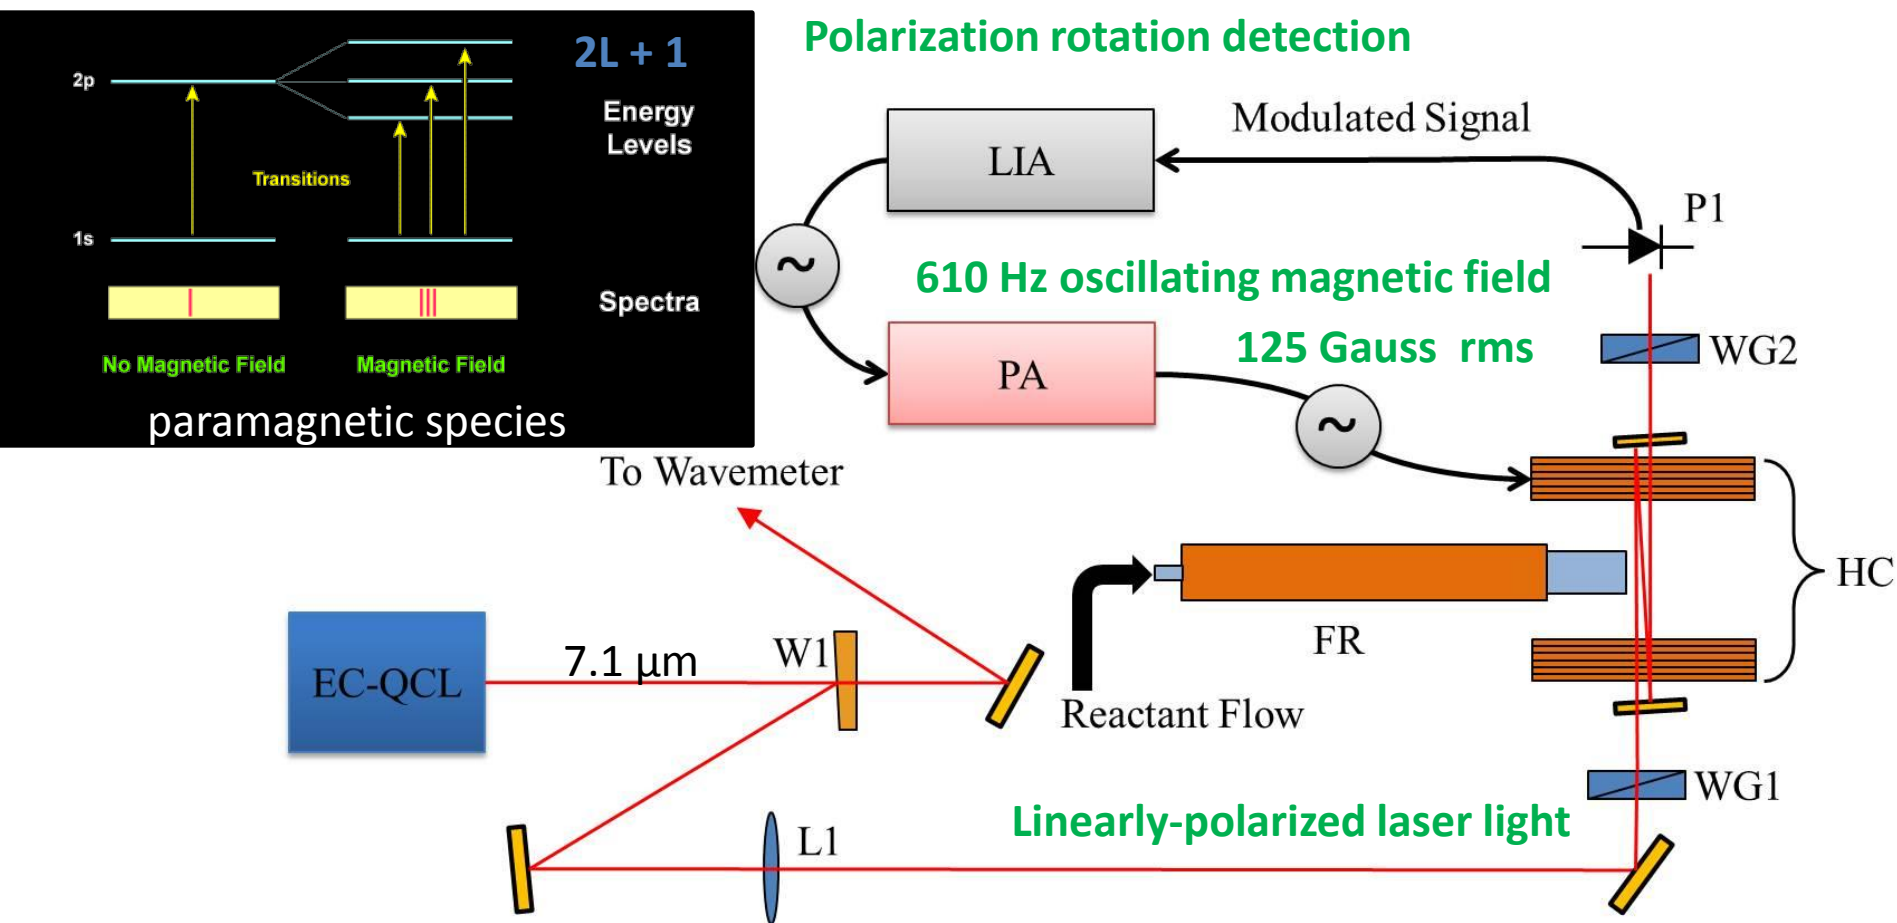 2p
1s
2L + 1
Energy
Levels
Transitions
Spectra
No Magnetic Field
Magnetic Field
paramagnetic species
Polarization rotation detection
Modulated Signal
LIA
P1
~
610 Hz oscillating magnetic field
125 Gauss rms
PA
WG2
~
To Wavemeter
HC
FR
EC-QCL
7.1 µm
W1
Reactant Flow
WG1
Linearly-polarized laser light
L1